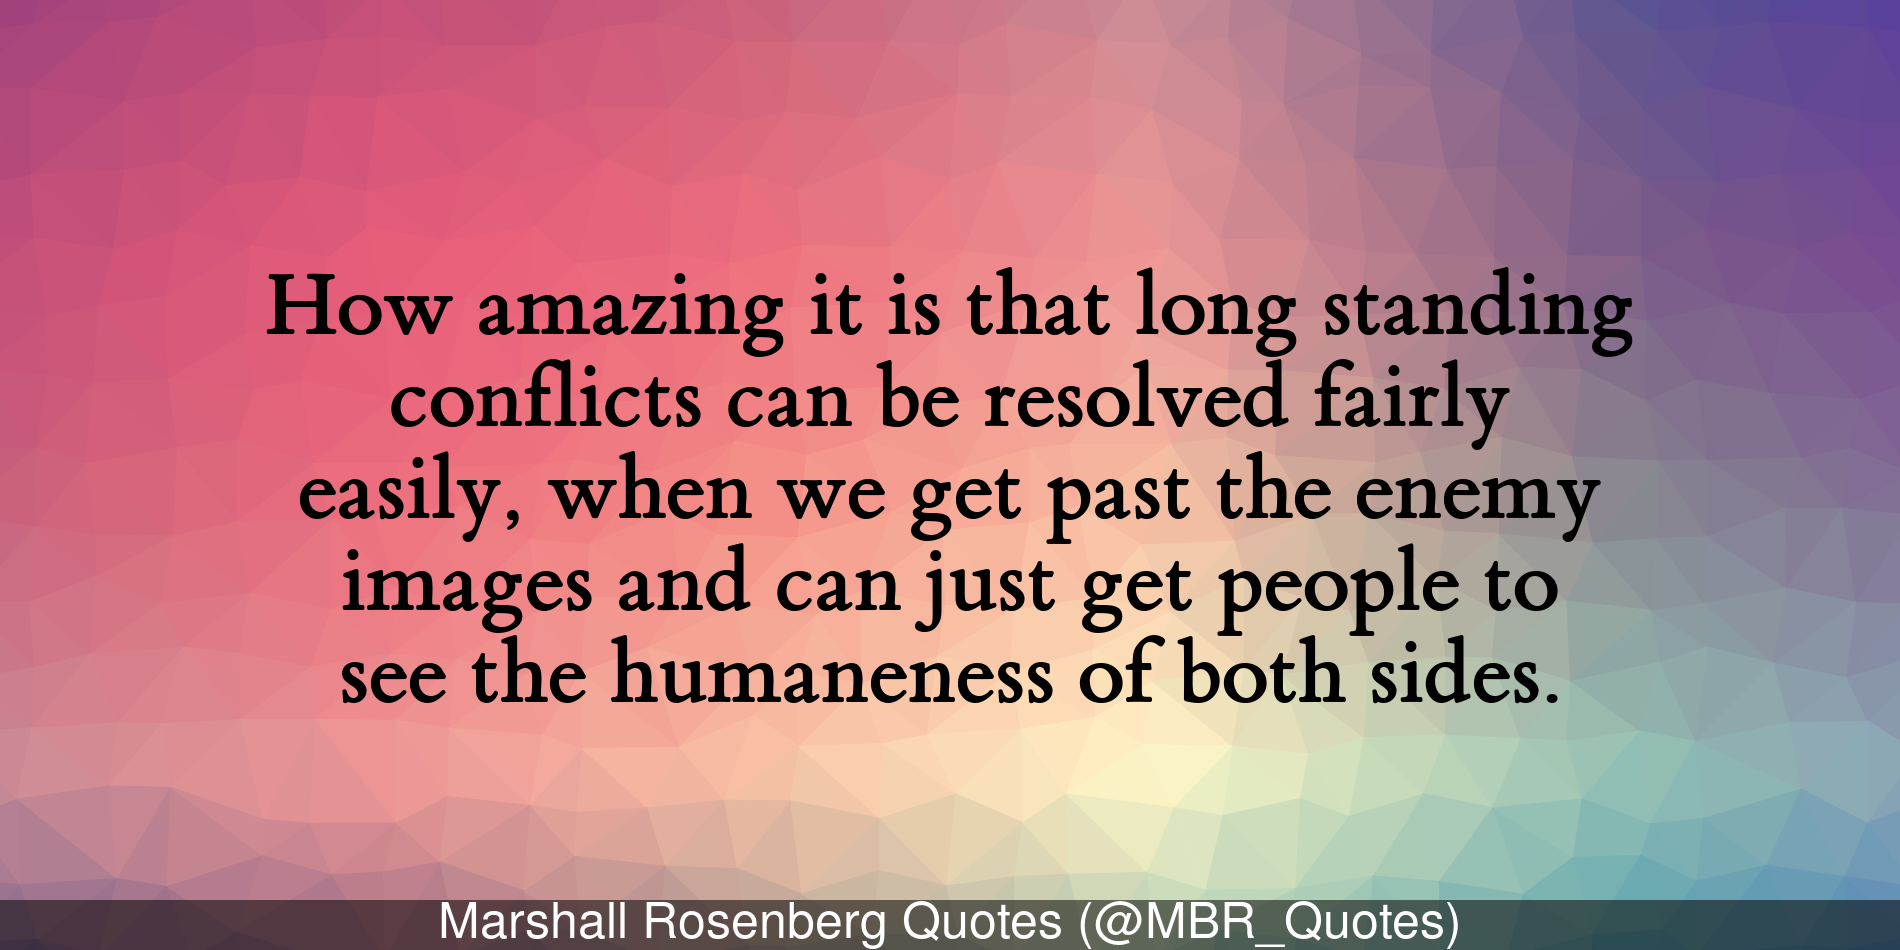 How amazing it is that long standing
conflicts can be resolved fairly
easily, when we get past the enemy
images and can just get people to
see the humaneness of both sides.
Marshall Rosenberg Quotes (@MBR_Quotes)